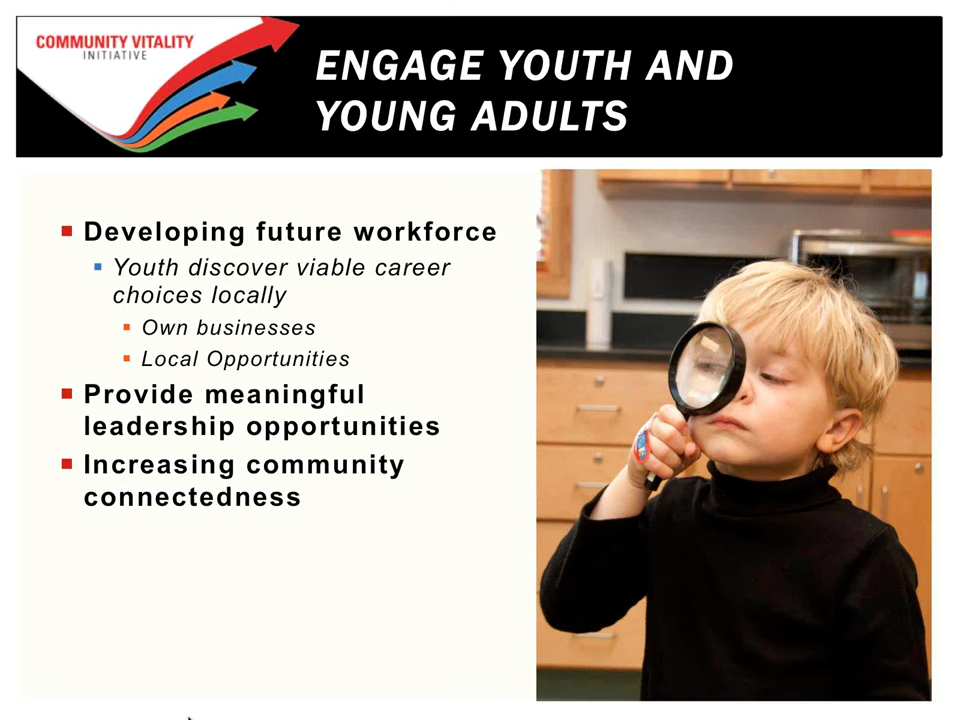 COMMUNITY VITALITY
INITIATIVE
ENGAGE YOUTH AND
YOUNG ADULTS
Developing future workforce
Youth discover viable career
choices locally
Own businesses
Local Opportunities
Provide meaningful
leadership opportunities
Increasing community
connectedness